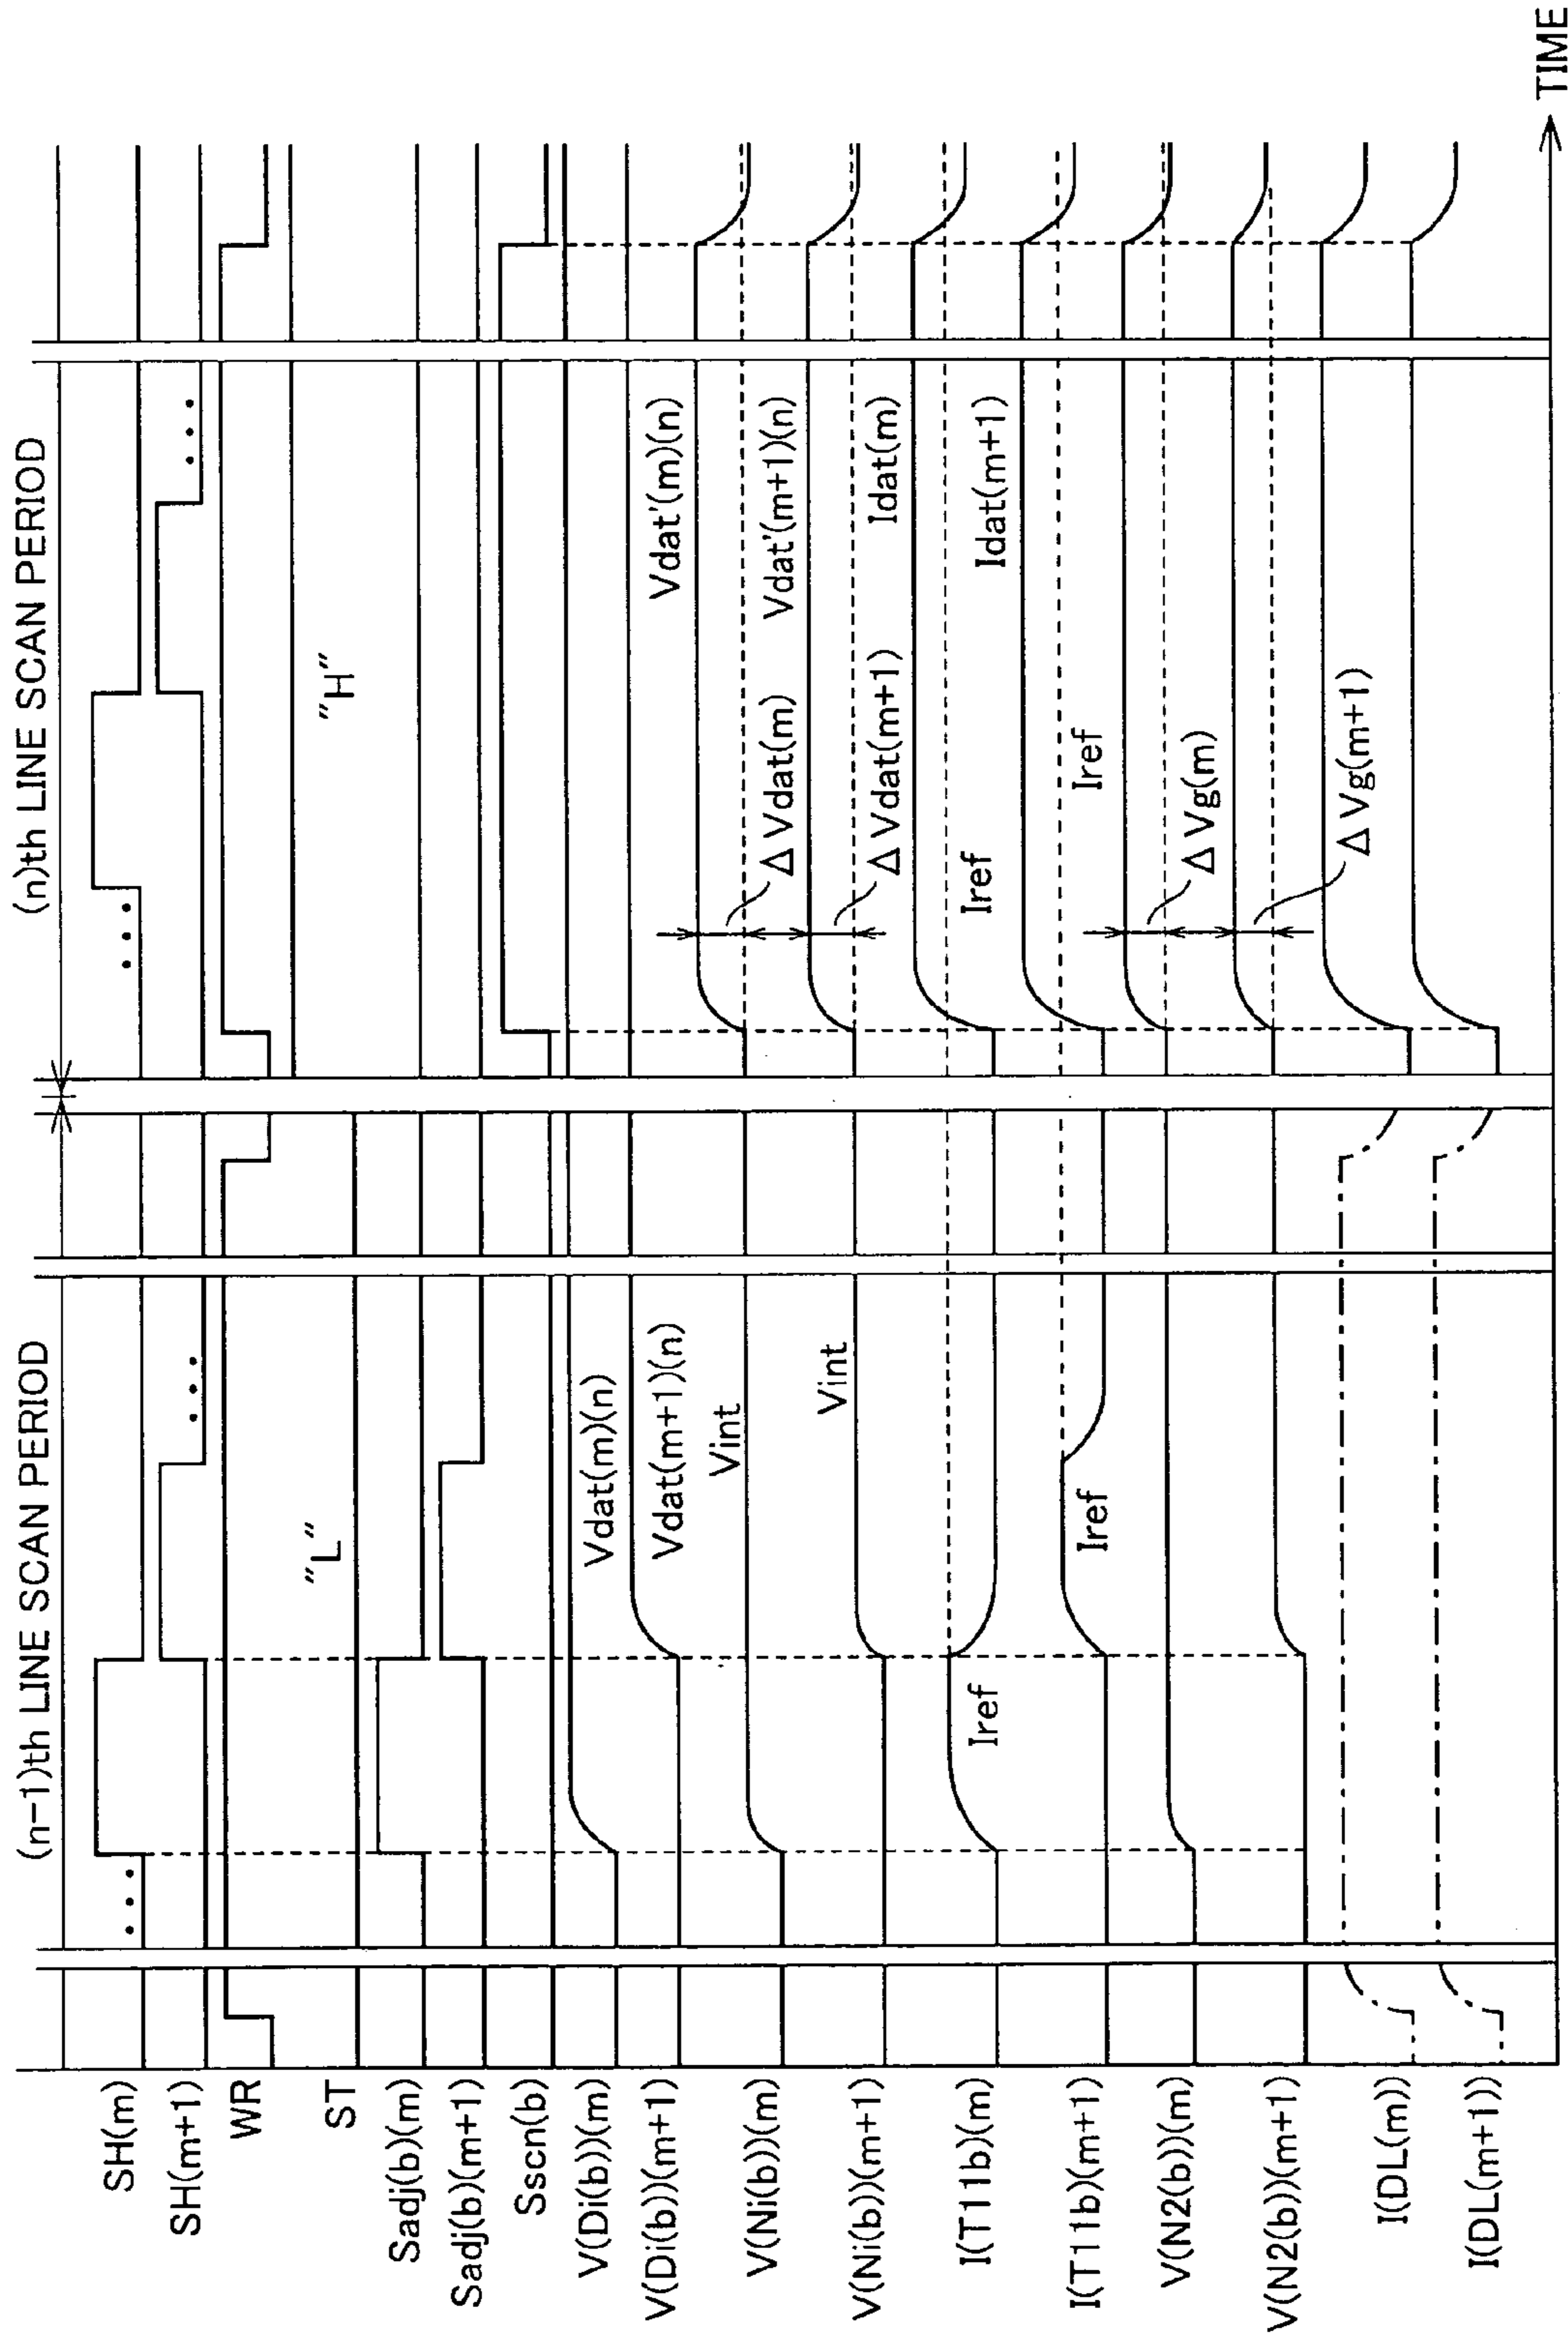 (n-1)th LINE SCAN PERIOD
(n)th LINE SCAN PERIOD
SH(m)
...
SH(m+1)
...
...
...
WR
ST
"L"
"H"
Sadj(b)(m)
Sadj(b)(m+1)
Sscn(b)
V(Di(b))(m)
Vdat(m)(n)
V(Di(b))(m+1)
Vdat(m+1)(n)
V(Ni(b))(m)
Vint
Vdat'(m)(n)
ΔVdat(m)
V(Ni(b))(m+1)
Vint
Vdat'(m+1)(n)
ΔVdat(m+1)
I(T11b)(m)
Iref
Iref
Idat(m)
I(T11b)(m+1)
Iref
Iref
Idat(m+1)
V(N2(b))(m)
ΔVg(m)
V(N2(b))(m+1)
ΔVg(m+1)
I(DL(m))
I(DL(m+1))
TIME